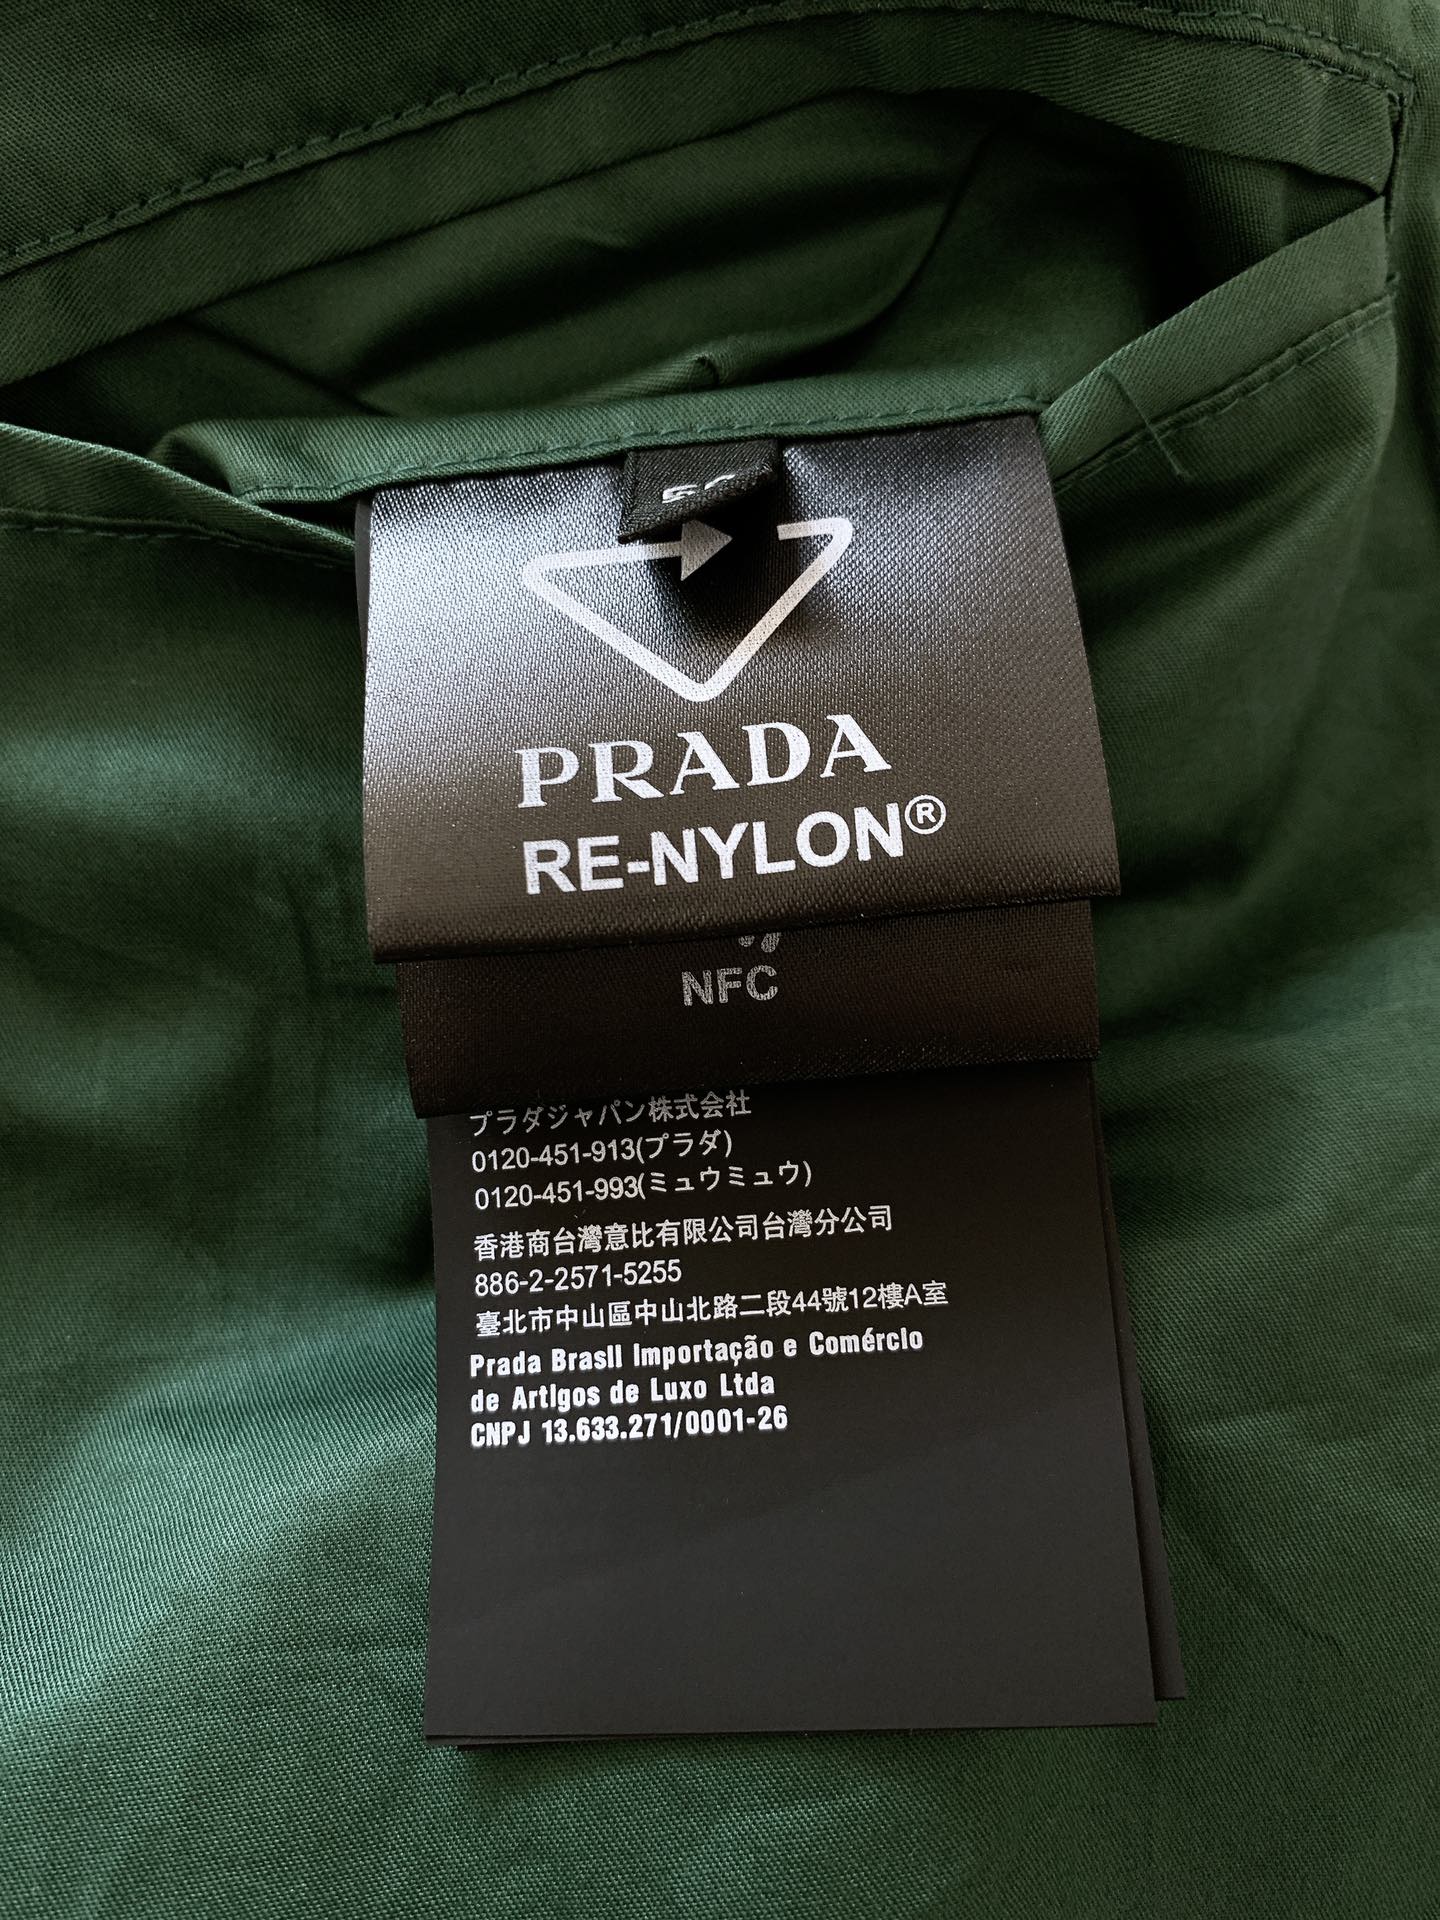 PRADA
RE-NYLON®
NFC
プラダジャパン株式会社
0120-451-913(プラダ)
0120-451-993(ミュウミュウ)
香港商台灣意比有限公司台灣分公司
886-2-2571-5255
臺北市中山區中山北路二段44號12樓A室
Prada Brasil Importação e Comércio
de Artigos de Luxo Ltda
CNPJ 13.633.271/0001-26